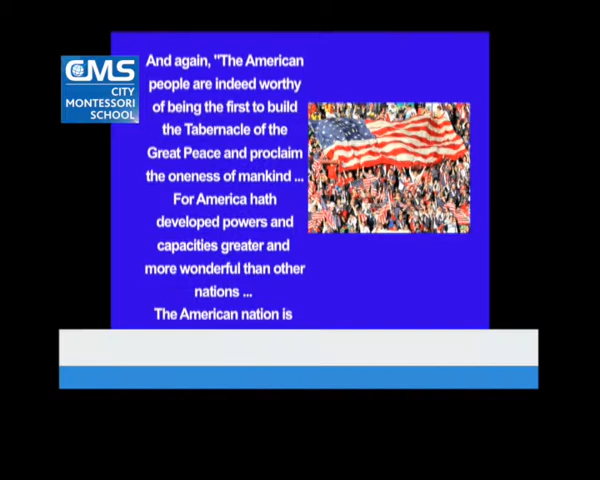 CMS
CITY
MONTESSORI
SCHOOL
And again, "The American
people are indeed worthy
of being the first to build
the Tabernacle of the
Great Peace and proclaim
the oneness of mankind ...
For America hath
developed powers and
capacities greater and
more wonderful than other
nations ...
The American nation is